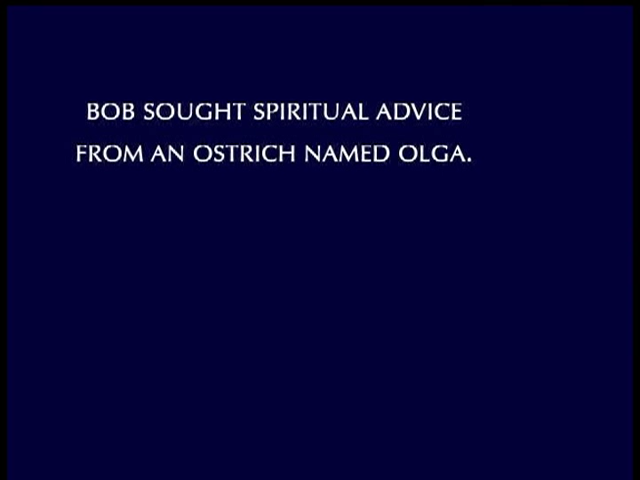 BOB SOUGHT SPIRITUAL ADVICE
FROM AN OSTRICH NAMED OLGA.